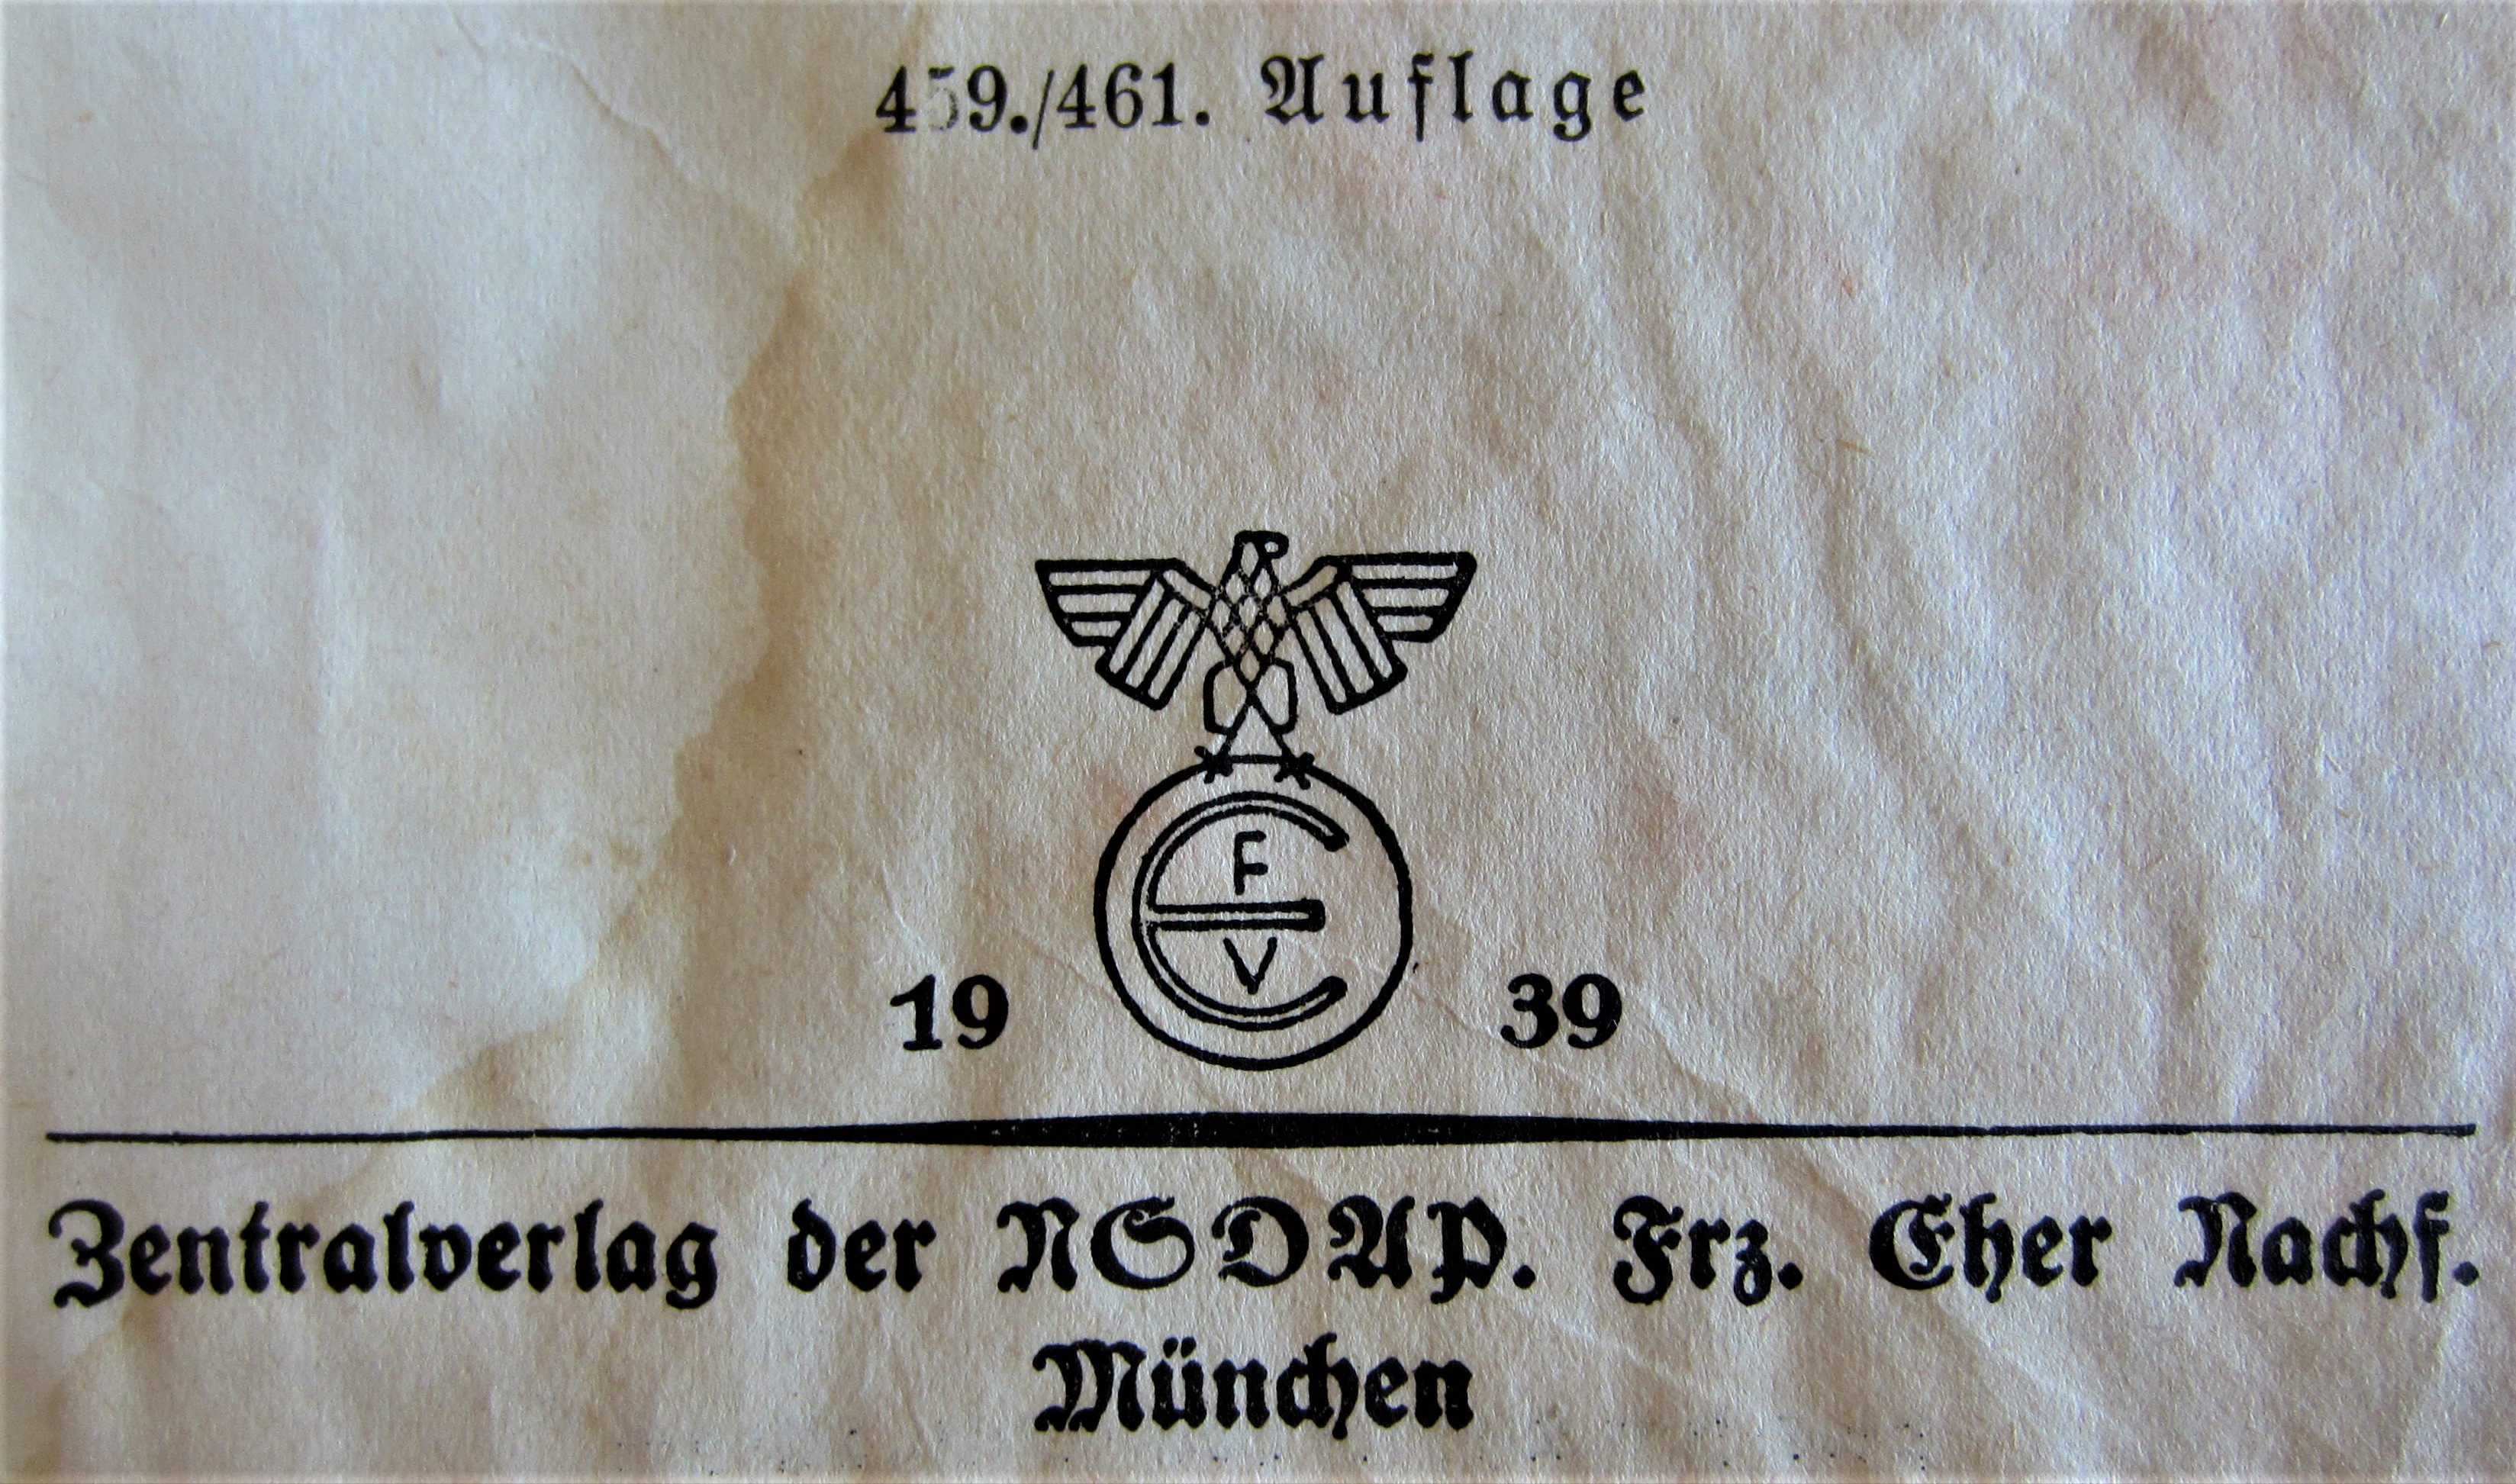 459./461. Auflage
F
E
V
19 39
Zentralverlag der NSDAP. Frz. Eher Nachf.
München